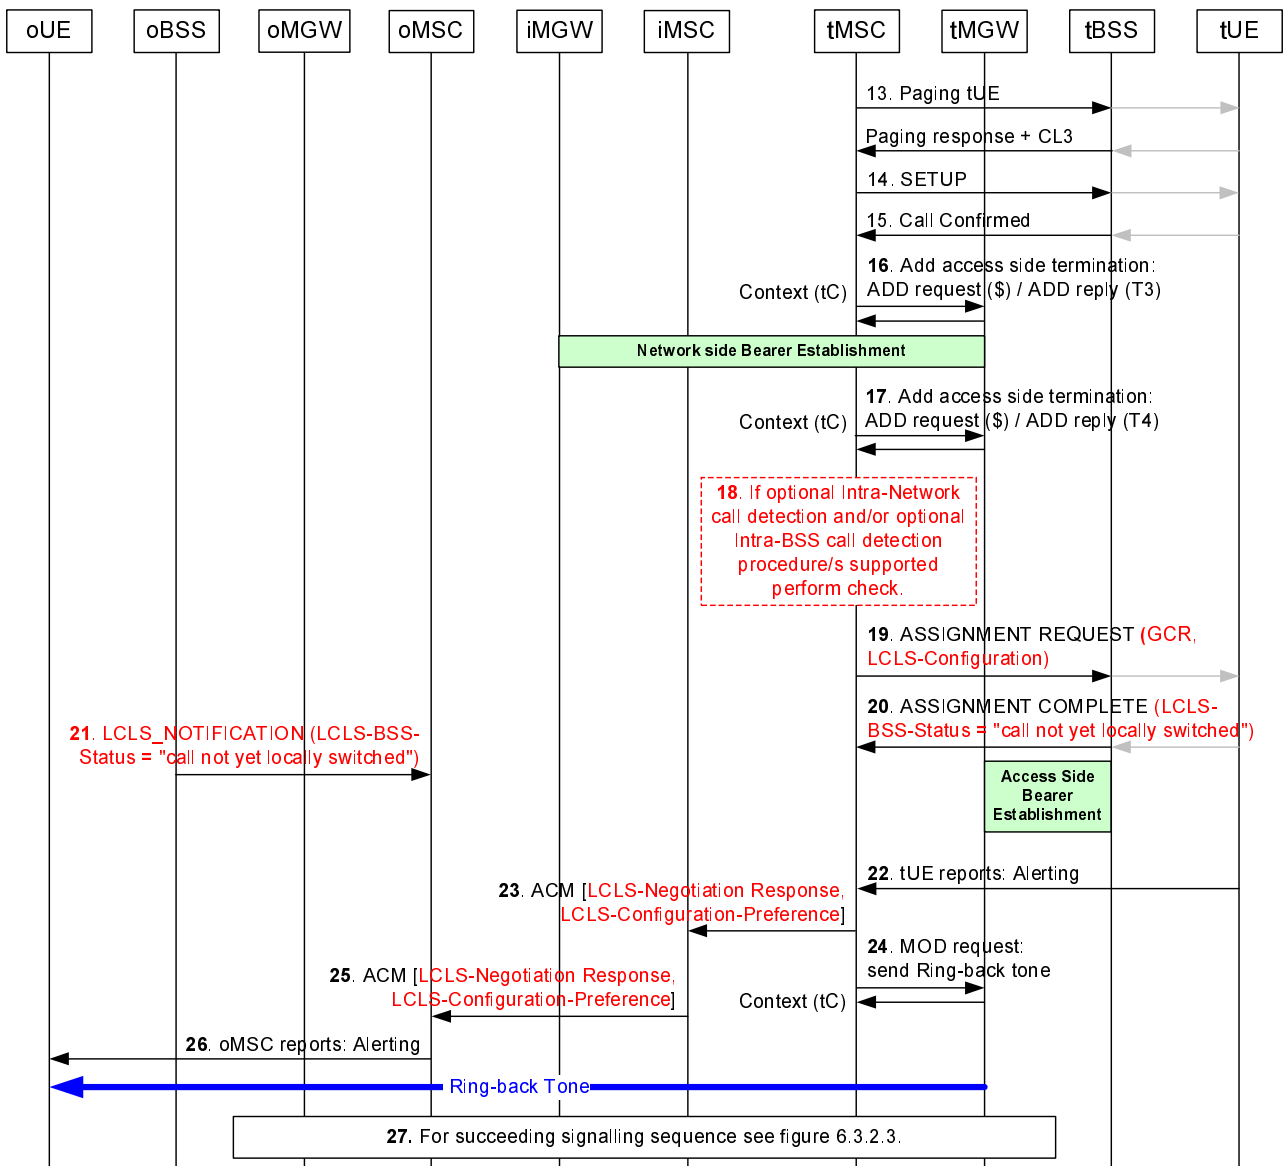 oUE
oBSS
oMGW
oMSC
iMGW
iMSC
tMSC
tMGW
tBSS
tUE
13. Paging tUE
Paging response + CL3
14. SETUP
15. Call Confirmed
16. Add access side termination:
ADD request ($) / ADD reply (T3)
Context (tC)
Network side Bearer Establishment
17. Add access side termination:
ADD request ($) / ADD reply (T4)
Context (tC)
18. If optional Intra-Network
call detection and/or optional
Intra-BSS call detection
procedure/s supported
perform check.
19. ASSIGNMENT REQUEST (GCR,
LCLS-Configuration)
20. ASSIGNMENT COMPLETE (LCLS-
BSS-Status = "call not yet locally switched")
21. LCLS_NOTIFICATION (LCLS-BSS-
Status = "call not yet locally switched")
Access Side
Bearer
Establishment
22. tUE reports: Alerting
23. ACM [LCLS-Negotiation Response,
LCLS-Configuration-Preference]
24. MOD request:
send Ring-back tone
Context (tC)
25. ACM [LCLS-Negotiation Response,
LCLS-Configuration-Preference]
26. oMSC reports: Alerting
Ring-back Tone
27. For succeeding signalling sequence see figure 6.3.2.3.